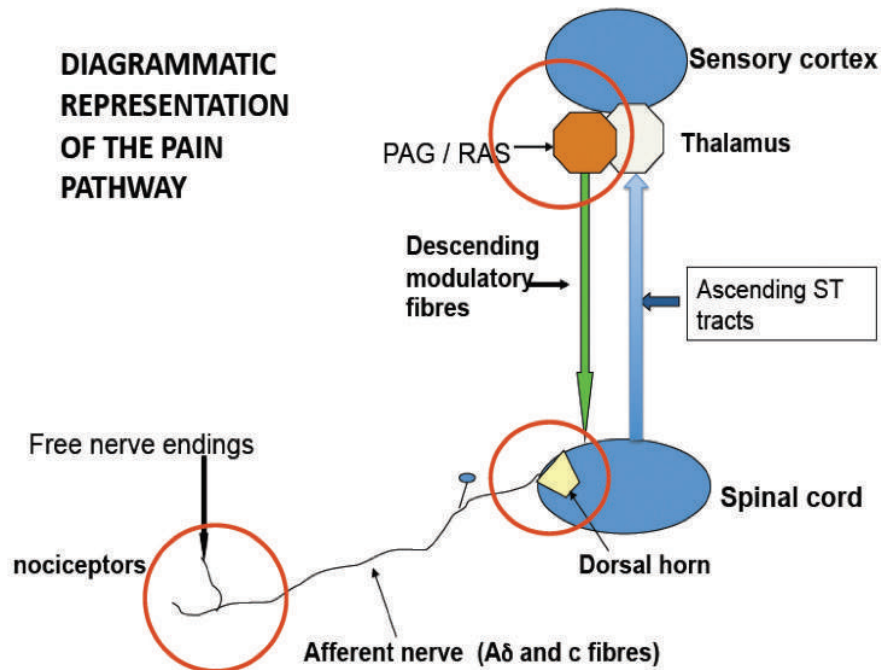 DIAGRAMMATIC
REPRESENTATION
OF THE PAIN
PATHWAY
Sensory cortex
PAG / RAS
Thalamus
Descending
modulatory
fibres
Ascending ST
tracts
Free nerve endings
nociceptors
Spinal cord
Dorsal horn
Afferent nerve (Aδ and c fibres)